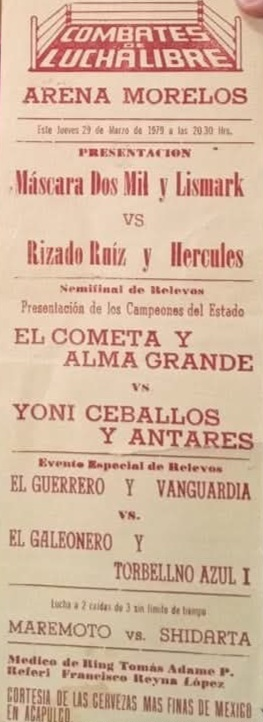 COMBATES
DE
LUCHA LIBRE
ARENA MORELOS
Este Jueves 29 de Marzo de 1979 a las 20.30 Hrs.
PRESENTACION
Máscara Dos Mil y Lismark
VS
Rizado Ruíz y Hercules
Semifinal de Relevos
Presentación de los Campeones del Estado
EL COMETA Y
ALMA GRANDE
VS
YONI CEBALLOS
Y ANTARES
Evento Especial de Relevos
EL GUERRERO Y VANGUARDIA
VS.
EL GALEONERO Y
TORBELLNO AZUL I
Lucha a 2 caidas de 3 sin limite de tiempo
MAREMOTO vs. SHIDARTA
Medico de Ring Tomás Adame P.
Referi Francisco Reyna López
CORTESIA DE LAS CERVEZAS MAS FINAS DE MEXICO
EN ACAPULCO